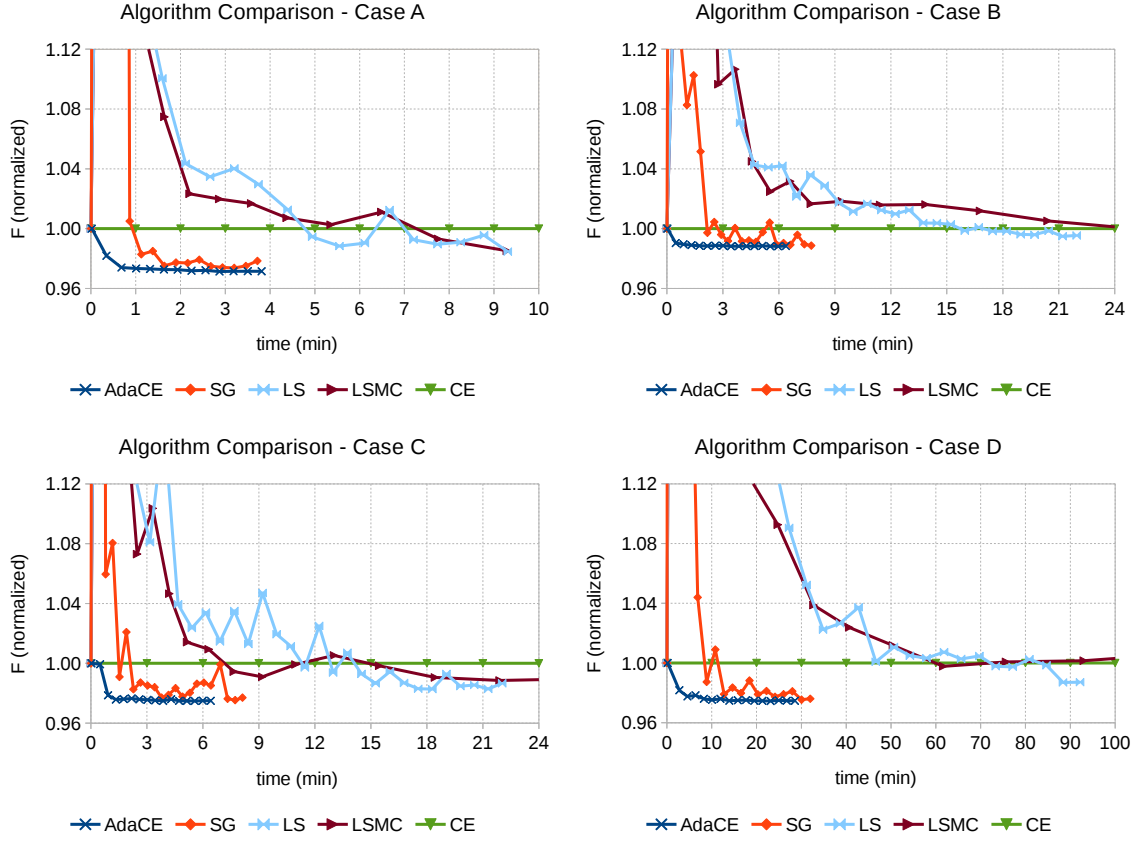 Algorithm Comparison - Case A
F (normalized)
1.12
1.08
1.04
1.00
0.96
0 1 2 3 4 5 6 7 8 9 10
time (min)
AdaCE SG LS LSMC CE
Algorithm Comparison - Case B
F (normalized)
1.12
1.08
1.04
1.00
0.96
0 3 6 9 12 15 18 21 24
time (min)
AdaCE SG LS LSMC CE
Algorithm Comparison - Case C
F (normalized)
1.12
1.08
1.04
1.00
0.96
0 3 6 9 12 15 18 21 24
time (min)
AdaCE SG LS LSMC CE
Algorithm Comparison - Case D
F (normalized)
1.12
1.08
1.04
1.00
0.96
0 10 20 30 40 50 60 70 80 90 100
time (min)
AdaCE SG LS LSMC CE